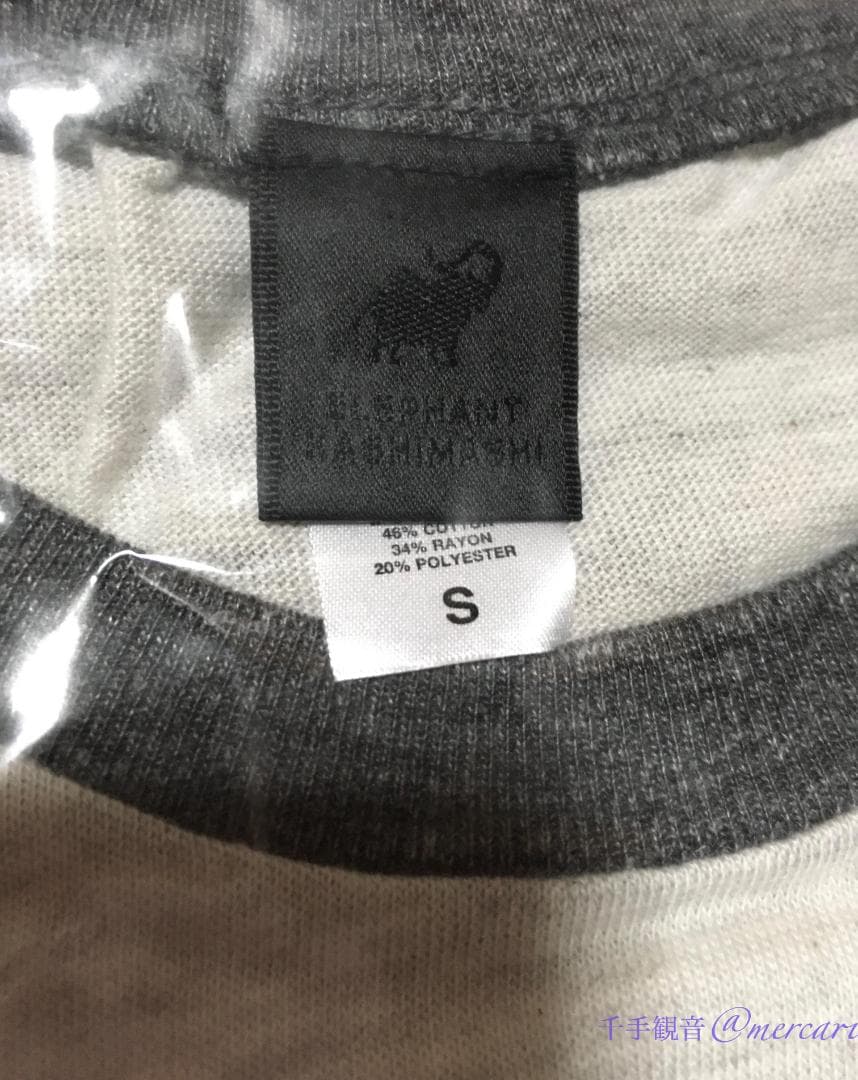 ELEPHANT
KASHIMASHI
46% COTTON
34% RAYON
20% POLYESTER
S
千手観音@mercari